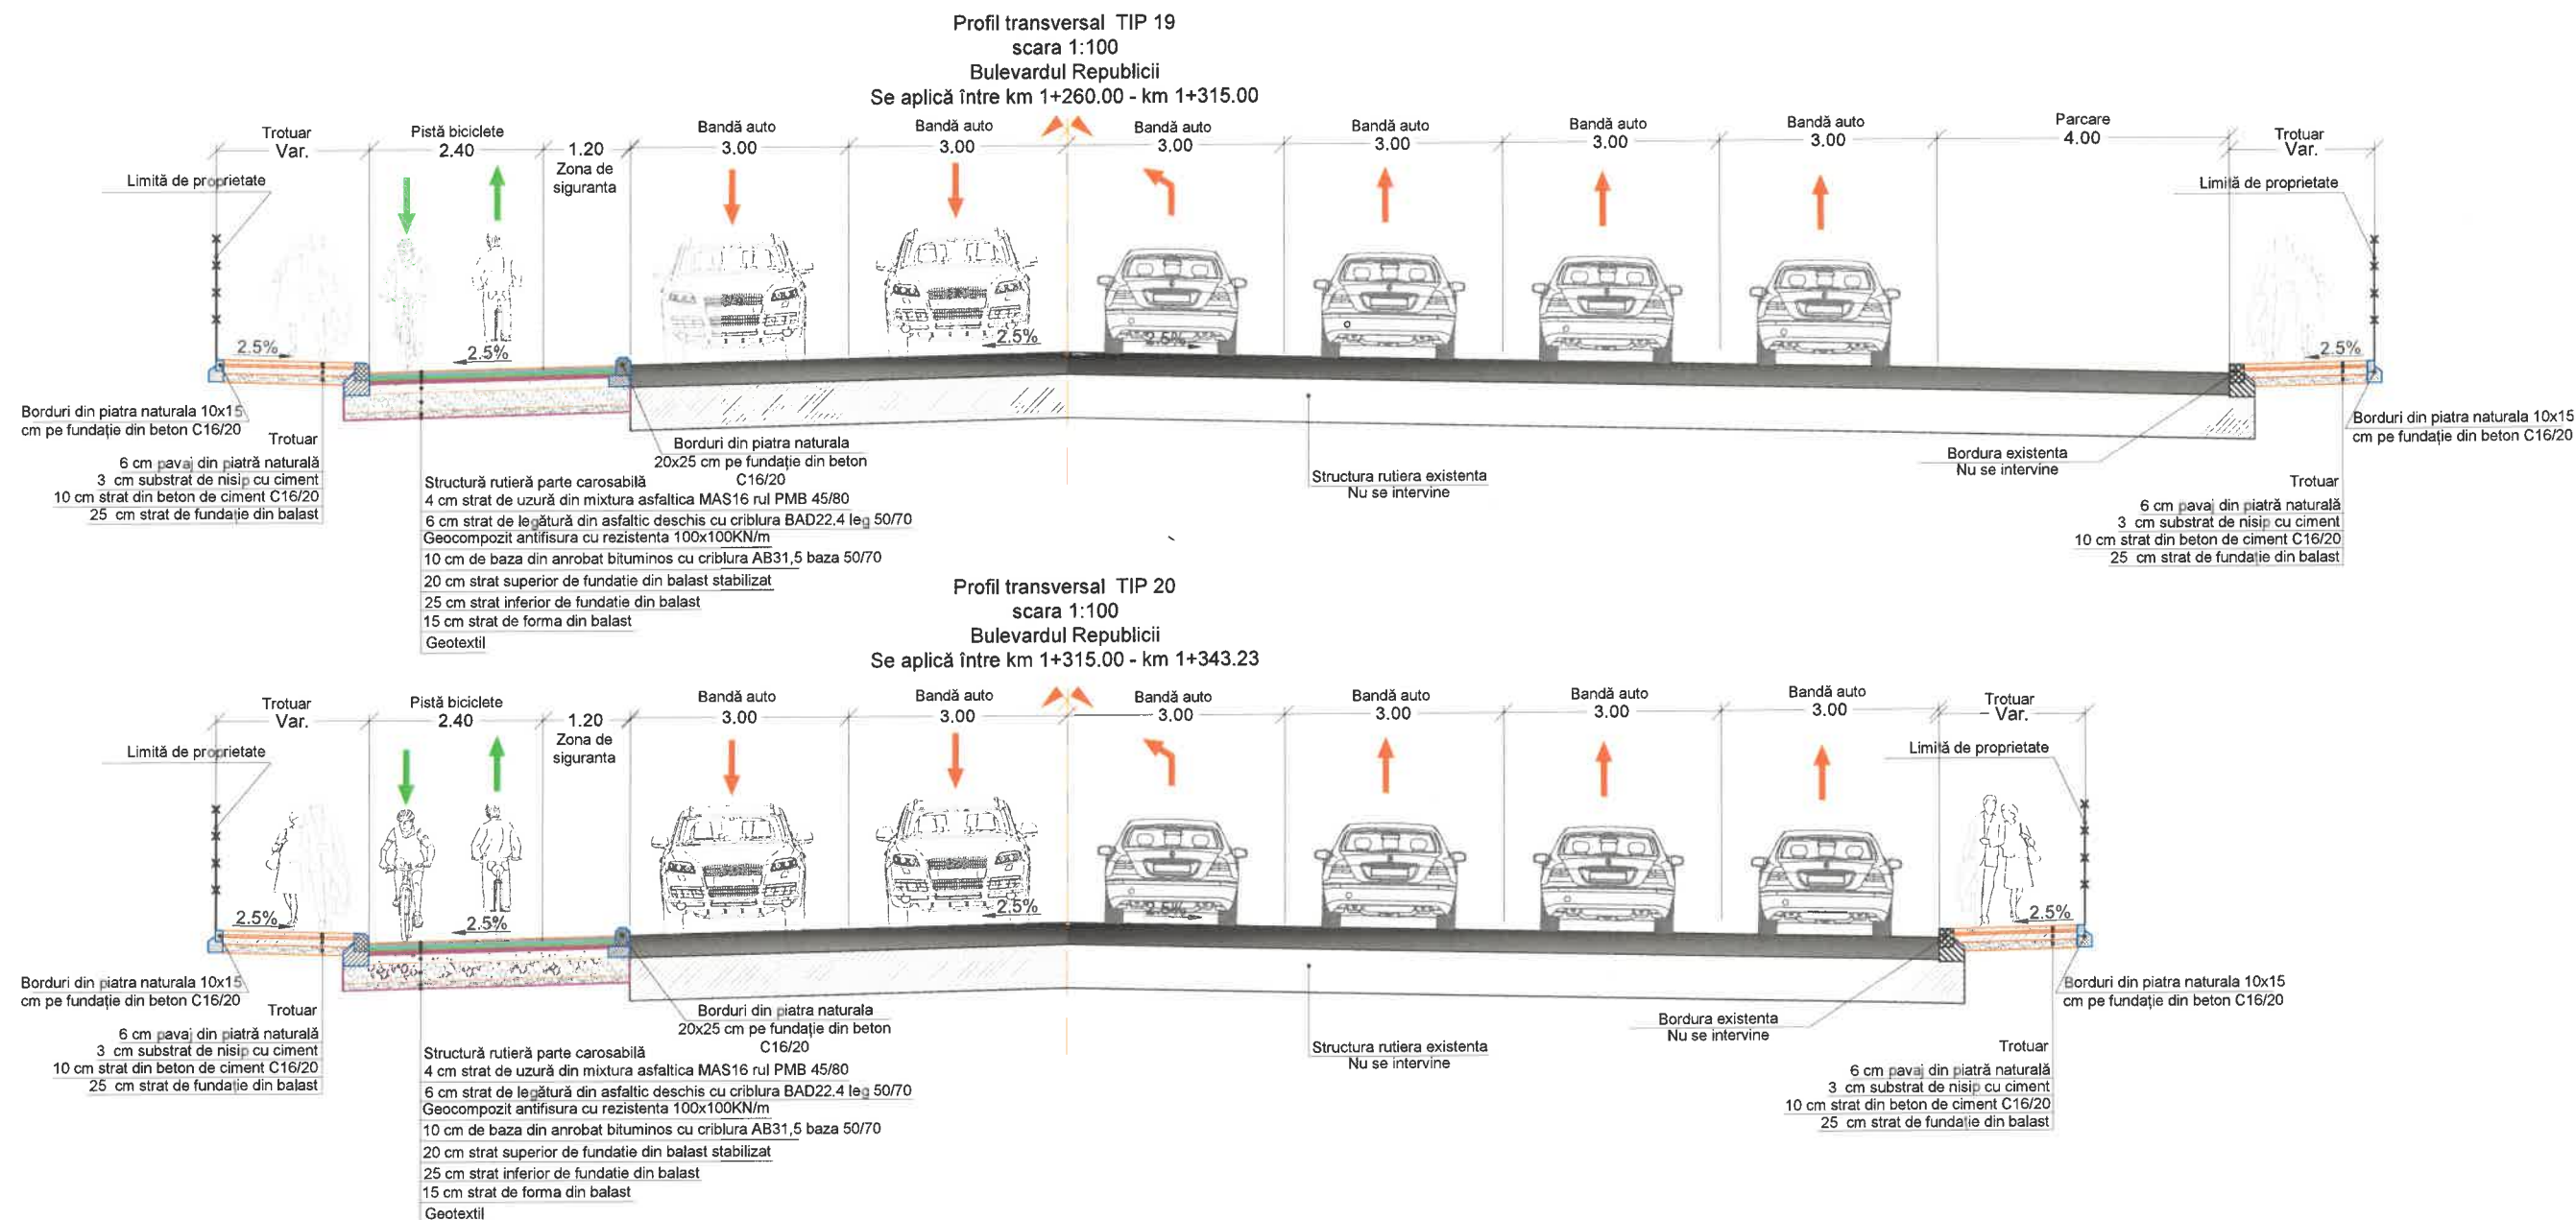 Profil transversal TIP 19
scara 1:100
Bulevardul Republicii
Se aplică între km 1+260.00 - km 1+315.00
Trotuar
Var.
Pistă biciclete
2.40
1.20
Zona de
siguranta
Bandă auto
3.00
Bandă auto
3.00
Bandă auto
3.00
Bandă auto
3.00
Bandă auto
3.00
Bandă auto
3.00
Parcare
4.00
Trotuar
Var.
Limită de proprietate
Limită de proprietate
2.5%
2.5%
2.5%
2.5%
2.5%
Borduri din piatra naturala 10x15
cm pe fundație din beton C16/20
Trotuar
6 cm pavaj din piatră naturală
3 cm substrat de nisip cu ciment
10 cm strat din beton de ciment C16/20
25 cm strat de fundație din balast
Borduri din piatra naturala
20x25 cm pe fundație din beton
C16/20
Structură rutieră parte carosabilă
4 cm strat de uzură din mixtura asfaltica MAS16 rul PMB 45/80
6 cm strat de legătură din asfaltic deschis cu criblura BAD22.4 leg 50/70
Geocompozit antifisura cu rezistenta 100x100KN/m
10 cm de baza din anrobat bituminos cu criblura AB31,5 baza 50/70
20 cm strat superior de fundatie din balast stabilizat
25 cm strat inferior de fundatie din balast
15 cm strat de forma din balast
Geotextil
Structura rutiera existenta
Nu se intervine
Bordura existenta
Nu se intervine
Borduri din piatra naturala 10x15
cm pe fundație din beton C16/20
Trotuar
6 cm pavaj din piatră naturală
3 cm substrat de nisip cu ciment
10 cm strat din beton de ciment C16/20
25 cm strat de fundație din balast
Profil transversal TIP 20
scara 1:100
Bulevardul Republicii
Se aplică între km 1+315.00 - km 1+343.23
Trotuar
Var.
Pistă biciclete
2.40
1.20
Zona de
siguranta
Bandă auto
3.00
Bandă auto
3.00
Bandă auto
3.00
Bandă auto
3.00
Bandă auto
3.00
Bandă auto
3.00
Trotuar
Var.
Limită de proprietate
Limită de proprietate
2.5%
2.5%
2.5%
2.5%
2.5%
Borduri din piatra naturala 10x15
cm pe fundație din beton C16/20
Trotuar
6 cm pavaj din piatră naturală
3 cm substrat de nisip cu ciment
10 cm strat din beton de ciment C16/20
25 cm strat de fundație din balast
Borduri din piatra naturala
20x25 cm pe fundație din beton
C16/20
Structură rutieră parte carosabilă
4 cm strat de uzură din mixtura asfaltica MAS16 rul PMB 45/80
6 cm strat de legătură din asfaltic deschis cu criblura BAD22.4 leg 50/70
Geocompozit antifisura cu rezistenta 100x100KN/m
10 cm de baza din anrobat bituminos cu criblura AB31,5 baza 50/70
20 cm strat superior de fundatie din balast stabilizat
25 cm strat inferior de fundatie din balast
15 cm strat de forma din balast
Geotextil
Structura rutiera existenta
Nu se intervine
Bordura existenta
Nu se intervine
Borduri din piatra naturala 10x15
cm pe fundație din beton C16/20
Trotuar
6 cm pavaj din piatră naturală
3 cm substrat de nisip cu ciment
10 cm strat din beton de ciment C16/20
25 cm strat de fundație din balast